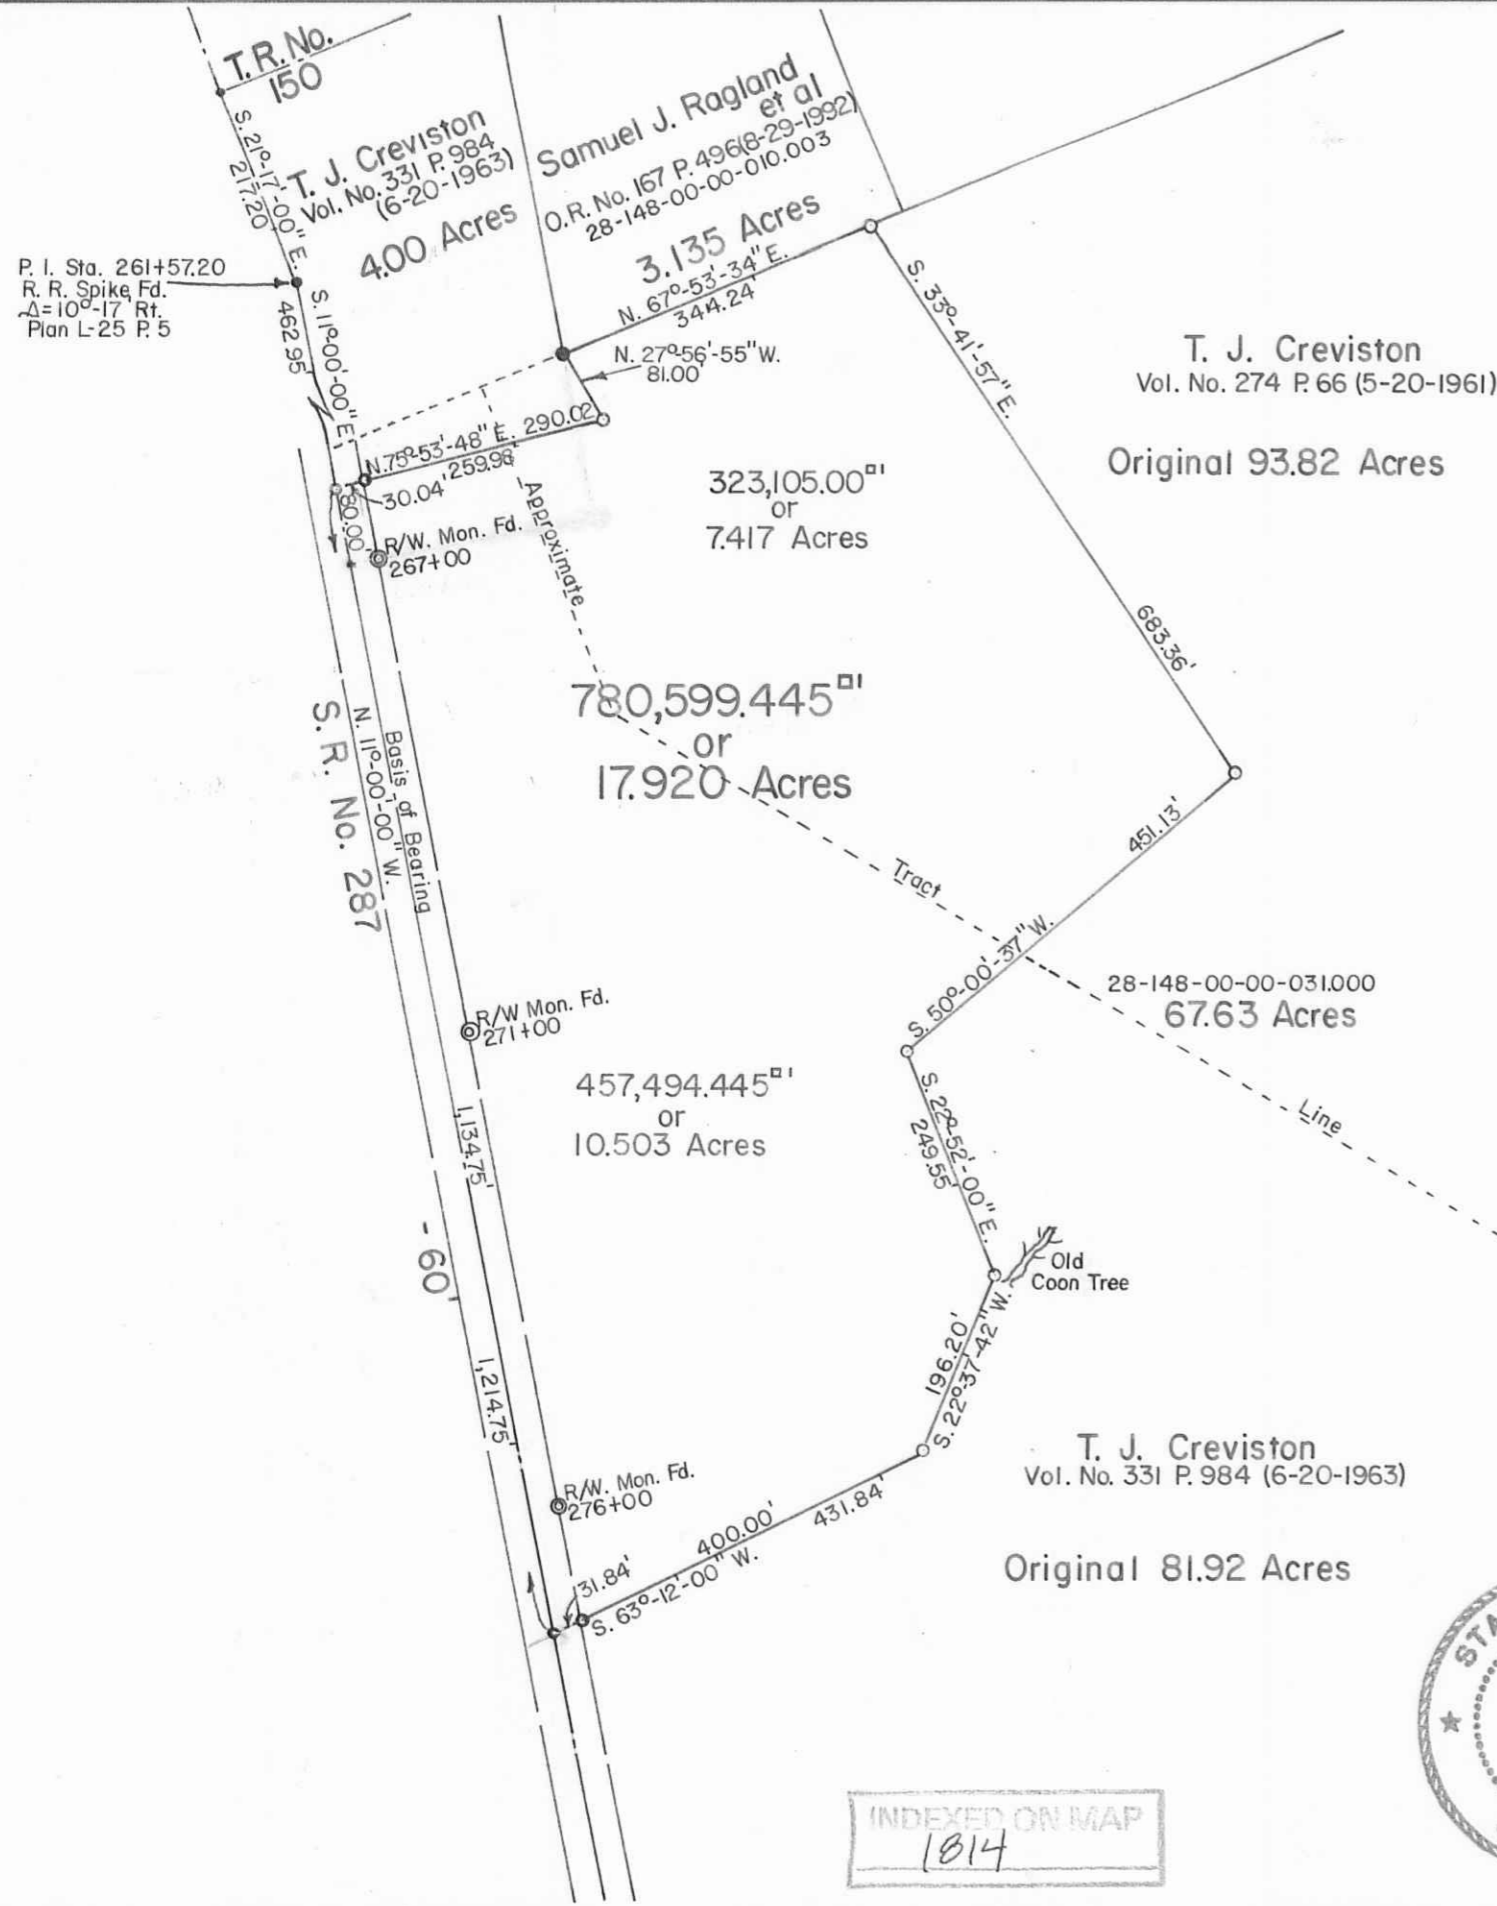 T. R. No.
150
S. 21°-17'-00" E.
217.20'
T. J. Creviston
Vol. No. 331 P. 984
(6-20-1963)
4.00 Acres
Samuel J. Ragland
et al
O.R. No. 167 P. 496(8-29-1992)
28-148-00-00-010.003
3.135 Acres
P. I. Sta. 261+57.20
R. R. Spike Fd.
Δ=10°-17' Rt.
Plan L-25 P. 5
S. 11°-00'-00" E.
462.95'
N. 67°-53'-34" E.
344.24'
N. 27°-56'-55" W.
81.00'
S. 33°-41'-57" E.
683.36'
T. J. Creviston
Vol. No. 274 P. 66 (5-20-1961)
Original 93.82 Acres
N. 75°-53'-48" E. 290.02'
259.98'
30.04'
80.00'
R/W. Mon. Fd.
267+00
Approximate
323,105.00□'
or
7.417 Acres
780,599.445□'
or
17.920 Acres
S. R. No. 287
N. 11°-00'-00" W.
Basis of Bearing
451.13'
Tract
S. 50°-00'-37" W.
28-148-00-00-031.000
67.63 Acres
Line
R/W Mon. Fd.
271+00
457,494.445□'
or
10.503 Acres
1,134.75'
S. 22°-52'-00" E.
249.55'
- 60'
Old
Coon Tree
196.20'
S. 22°-37'-42" W.
1,214.75'
T. J. Creviston
Vol. No. 331 P. 984 (6-20-1963)
Original 81.92 Acres
R/W. Mon. Fd.
276+00
400.00'
431.84'
31.84'
S. 63°-12'-00" W.
STA
INDEXED ON MAP
1814